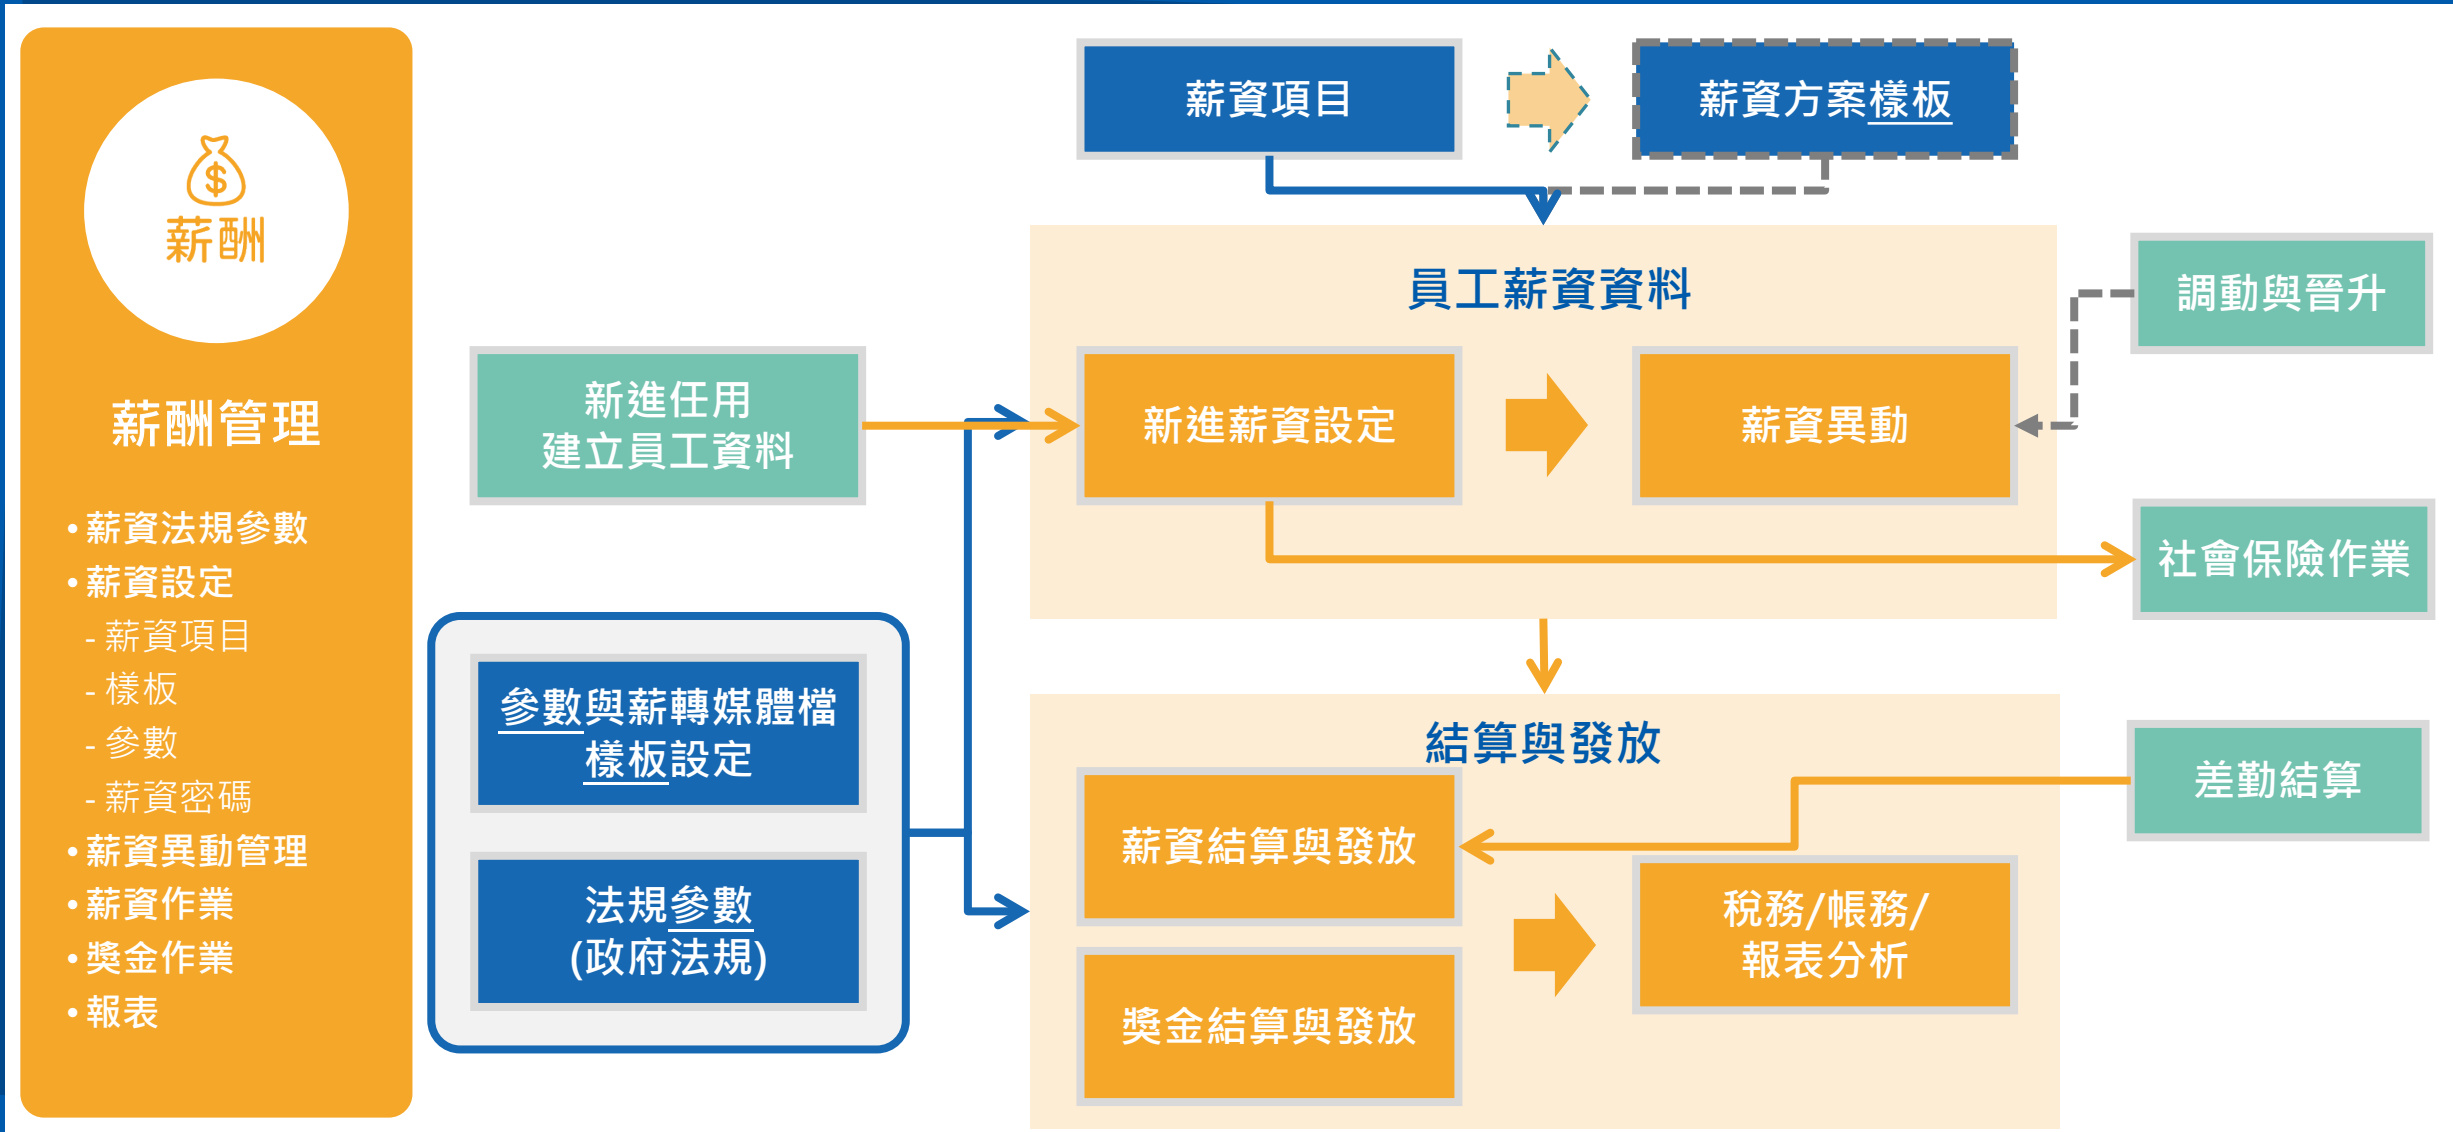 薪酬
薪酬管理
•薪資法規參數
•薪資設定
- 薪資項目
- 樣板
- 參數
- 薪資密碼
•薪資異動管理
•薪資作業
•獎金作業
•報表
薪資項目
薪資方案樣板
員工薪資資料
新進任用
建立員工資料
新進薪資設定
薪資異動
調動與晉升
社會保險作業
參數與薪轉媒體檔
樣板設定
法規參數
(政府法規)
結算與發放
薪資結算與發放
獎金結算與發放
稅務/帳務/
報表分析
差勤結算